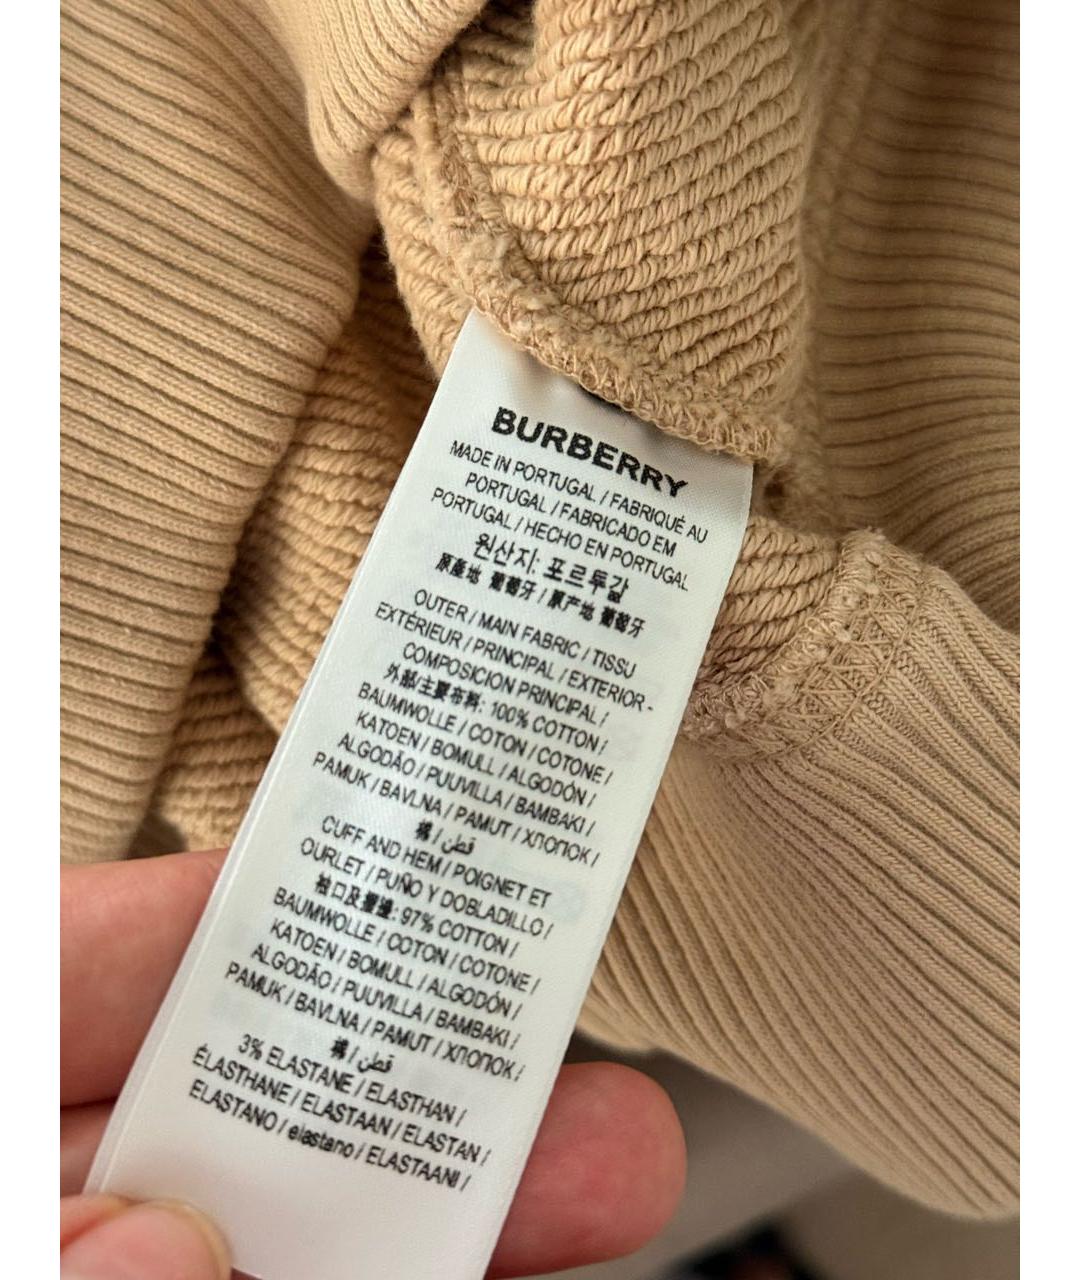 BURBERRY
MADE IN PORTUGAL / FABRIQUÉ AU
PORTUGAL / FABRICADO EM
PORTUGAL / HECHO EN PORTUGAL
원산지: 포르투갈
原產地 葡萄牙 / 原产地 葡萄牙
OUTER / MAIN FABRIC / TISSU
EXTÉRIEUR / PRINCIPAL / EXTERIOR -
COMPOSICION PRINCIPAL /
外部/主要布料: 100% COTTON /
BAUMWOLLE / COTON / COTONE /
KATOEN / BOMULL / ALGODÓN /
ALGODÃO / PUUVILLA / BAMBAKI /
PAMUK / BAVLNA / PAMUT / ХЛОПОК /
棉 / قطن
CUFF AND HEM / POIGNET ET
OURLET / PUÑO Y DOBLADILLO /
袖口及腰邊: 97% COTTON /
BAUMWOLLE / COTON / COTONE /
KATOEN / BOMULL / ALGODÓN /
ALGODÃO / PUUVILLA / BAMBAKI /
PAMUK / BAVLNA / PAMUT / ХЛОПОК /
棉 / قطن
3% ELASTANE / ELASTHAN /
ÉLASTHANE / ELASTAAN / ELASTAN /
ELASTANO / elastano / ELASTAANI /